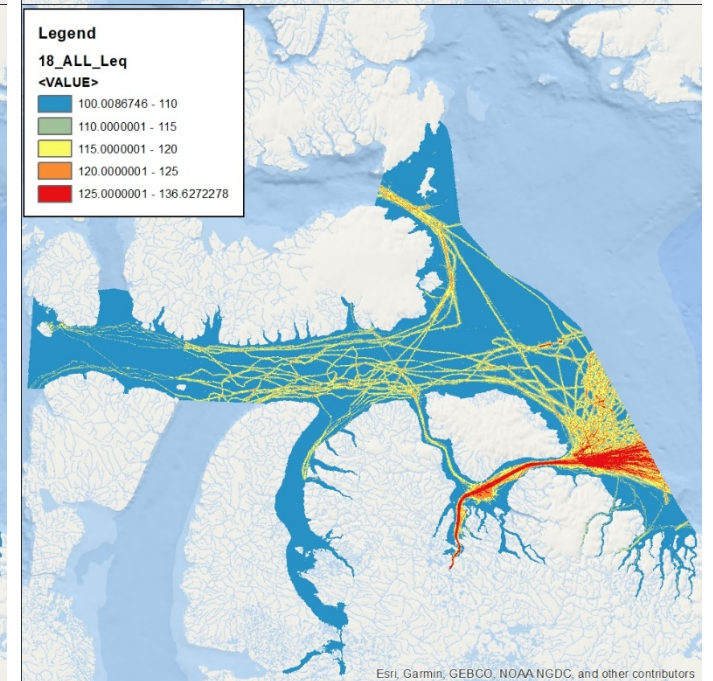 Legend
18_ALL_Leq
<VALUE>
100.0086746 - 110
110.0000001 - 115
115.0000001 - 120
120.0000001 - 125
125.0000001 - 136.6272278
Esri, Garmin, GEBCO, NOAA NGDC, and other contributors